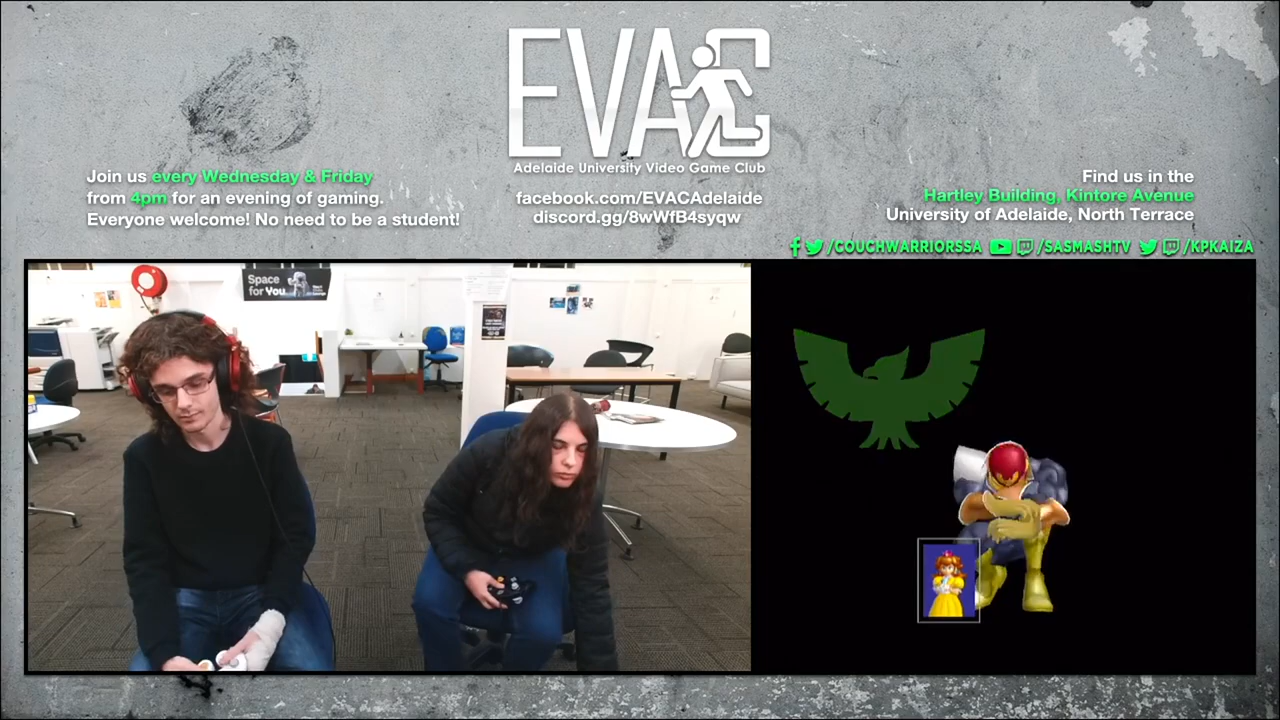 EVAC
Adelaide University Video Game Club
Join us every Wednesday & Friday
from 4pm for an evening of gaming.
Everyone welcome! No need to be a student!
facebook.com/EVACAdelaide
discord.gg/8wWfB4syqw
Find us in the
Hartley Building, Kintore Avenue
University of Adelaide, North Terrace
/COUCHWARRIORSSA /SASMASHTV /KPKAIZA
Space
for You